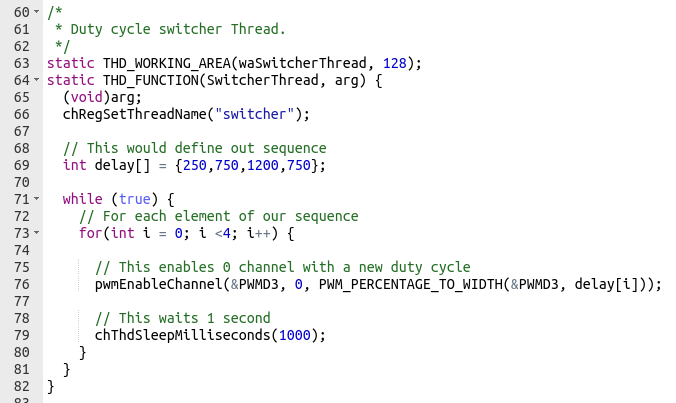 60 /*
61  * Duty cycle switcher Thread.
62  */
63 static THD_WORKING_AREA(waSwitcherThread, 128);
64 static THD_FUNCTION(SwitcherThread, arg) {
65   (void)arg;
66   chRegSetThreadName("switcher");
67
68   // This would define out sequence
69   int delay[] = {250,750,1200,750};
70
71   while (true) {
72     // For each element of our sequence
73     for(int i = 0; i <4; i++) {
74
75       // This enables 0 channel with a new duty cycle
76       pwmEnableChannel(&PWMD3, 0, PWM_PERCENTAGE_TO_WIDTH(&PWMD3, delay[i]));
77
78       // This waits 1 second
79       chThdSleepMilliseconds(1000);
80     }
81   }
82 }
83